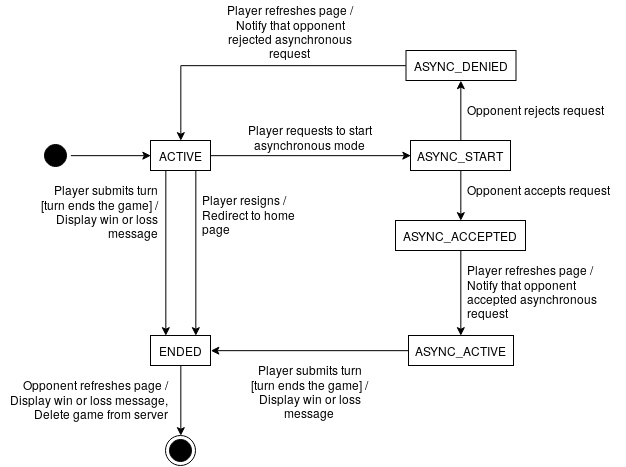 Player refreshes page /
Notify that opponent
rejected asynchronous
request
ASYNC_DENIED
Opponent rejects request
Player requests to start
asynchronous mode
ACTIVE
ASYNC_START
Player submits turn
[turn ends the game] /
Display win or loss
message
Player resigns /
Redirect to home
page
Opponent accepts request
ASYNC_ACCEPTED
Player refreshes page /
Notify that opponent
accepted asynchronous
request
ENDED
ASYNC_ACTIVE
Player submits turn
[turn ends the game] /
Display win or loss
message
Opponent refreshes page /
Display win or loss message,
Delete game from server